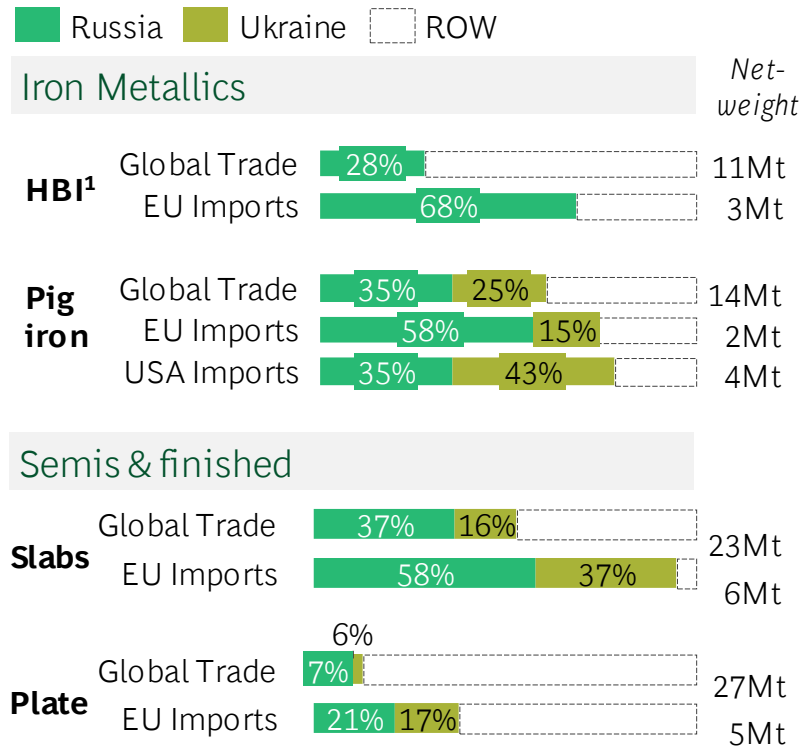 Russia Ukraine ROW
Iron Metallics
Net-
weight
HBI¹
Global Trade 28% 11Mt
EU Imports 68% 3Mt
Pig
iron
Global Trade 35% 25% 14Mt
EU Imports 58% 15% 2Mt
USA Imports 35% 43% 4Mt
Semis & finished
Slabs
Global Trade 37% 16% 23Mt
EU Imports 58% 37% 6Mt
Plate
6%
Global Trade 7% 27Mt
EU Imports 21% 17% 5Mt